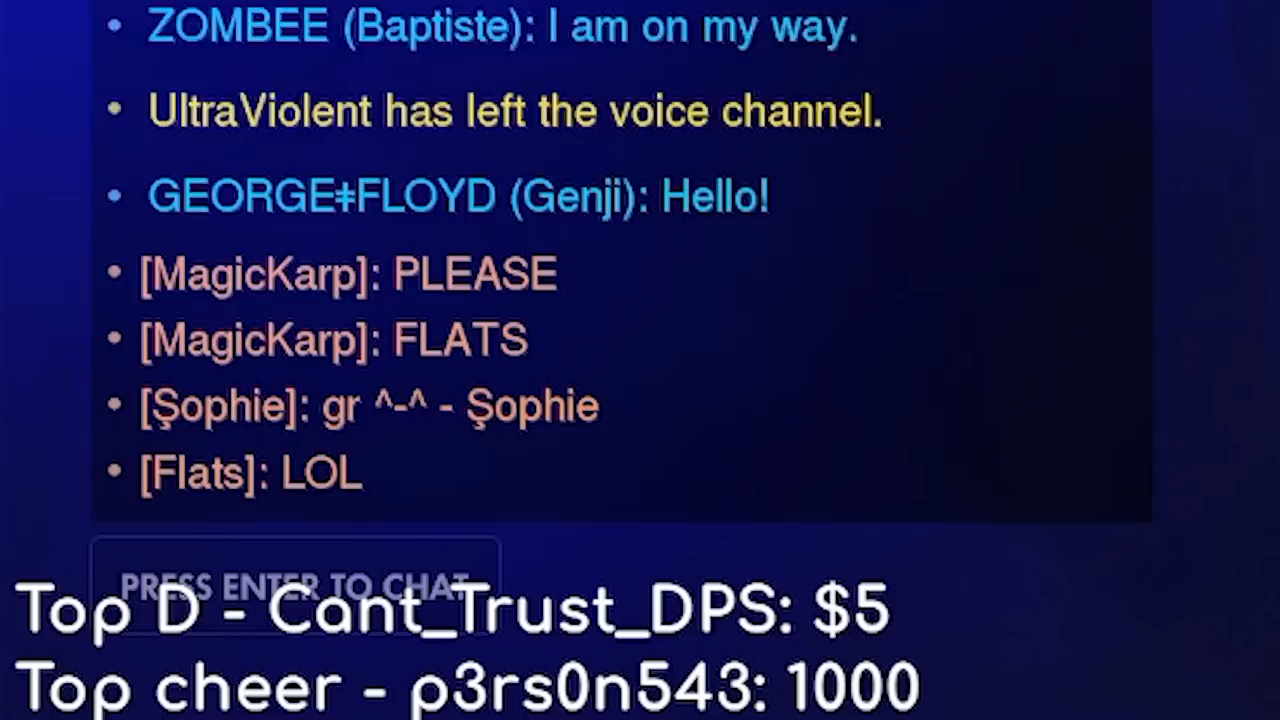 • ZOMBEE (Baptiste): I am on my way.
• UltraViolent has left the voice channel.
• GEORGE‡FLOYD (Genji): Hello!
• [MagicKarp]: PLEASE
• [MagicKarp]: FLATS
• [Şophie]: gr ^-^ - Şophie
• [Flats]: LOL
PRESS ENTER TO CHAT
Top D - Cant_Trust_DPS: $5
Top cheer - p3rs0n543: 1000